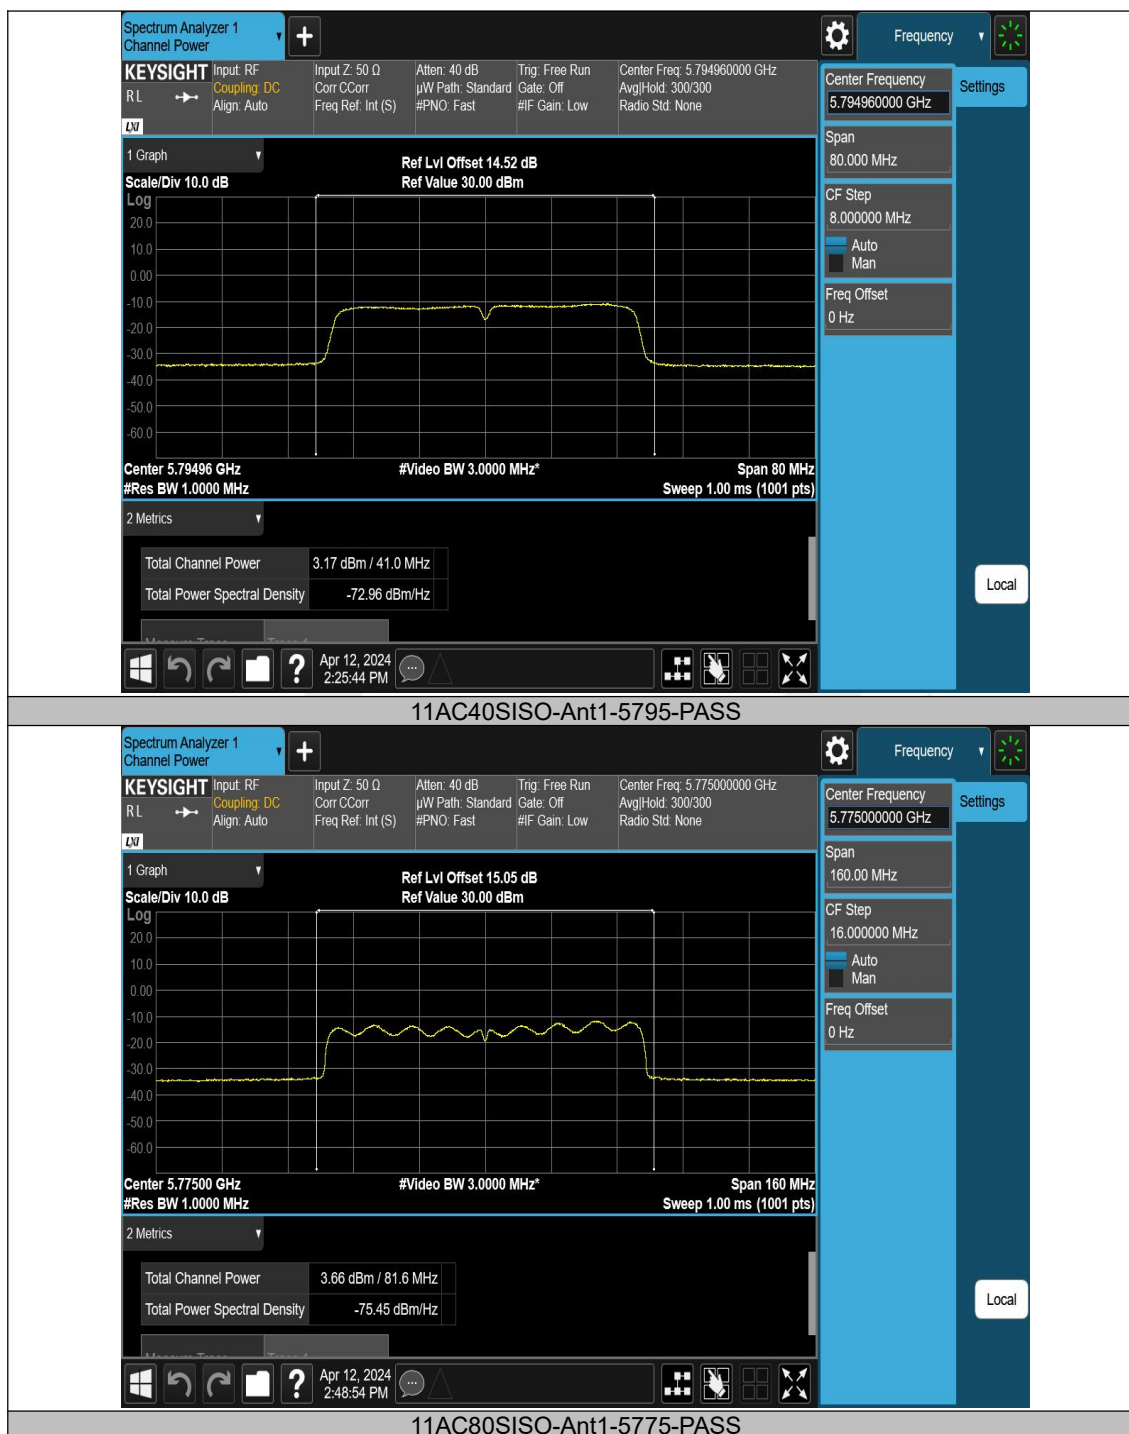 Spectrum Analyzer 1
Channel Power
Frequency
KEYSIGHT
R L
LXI
Input: RF
Coupling: DC
Align: Auto
Input Z: 50 Ω
Corr CCorr
Freq Ref: Int (S)
Atten: 40 dB
µW Path: Standard
#PNO: Fast
Trig: Free Run
Gate: Off
#IF Gain: Low
Center Freq: 5.794960000 GHz
Avg|Hold: 300/300
Radio Std: None
Center Frequency
5.794960000 GHz
Settings
Span
80.000 MHz
CF Step
8.000000 MHz
Auto
Man
Freq Offset
0 Hz
1 Graph
Scale/Div 10.0 dB
Ref Lvl Offset 14.52 dB
Ref Value 30.00 dBm
Log
20.0
10.0
0.00
-10.0
-20.0
-30.0
-40.0
-50.0
-60.0
Center 5.79496 GHz
#Video BW 3.0000 MHz*
Span 80 MHz
#Res BW 1.0000 MHz
Sweep 1.00 ms (1001 pts)
2 Metrics
Total Channel Power 3.17 dBm / 41.0 MHz
Total Power Spectral Density -72.96 dBm/Hz
Local
?
Apr 12, 2024
2:25:44 PM
11AC40SISO-Ant1-5795-PASS
Spectrum Analyzer 1
Channel Power
Frequency
KEYSIGHT
R L
LXI
Input: RF
Coupling: DC
Align: Auto
Input Z: 50 Ω
Corr CCorr
Freq Ref: Int (S)
Atten: 40 dB
µW Path: Standard
#PNO: Fast
Trig: Free Run
Gate: Off
#IF Gain: Low
Center Freq: 5.775000000 GHz
Avg|Hold: 300/300
Radio Std: None
Center Frequency
5.775000000 GHz
Settings
Span
160.00 MHz
CF Step
16.000000 MHz
Auto
Man
Freq Offset
0 Hz
1 Graph
Scale/Div 10.0 dB
Ref Lvl Offset 15.05 dB
Ref Value 30.00 dBm
Log
20.0
10.0
0.00
-10.0
-20.0
-30.0
-40.0
-50.0
-60.0
Center 5.77500 GHz
#Video BW 3.0000 MHz*
Span 160 MHz
#Res BW 1.0000 MHz
Sweep 1.00 ms (1001 pts)
2 Metrics
Total Channel Power 3.66 dBm / 81.6 MHz
Total Power Spectral Density -75.45 dBm/Hz
Local
?
Apr 12, 2024
2:48:54 PM
11AC80SISO-Ant1-5775-PASS